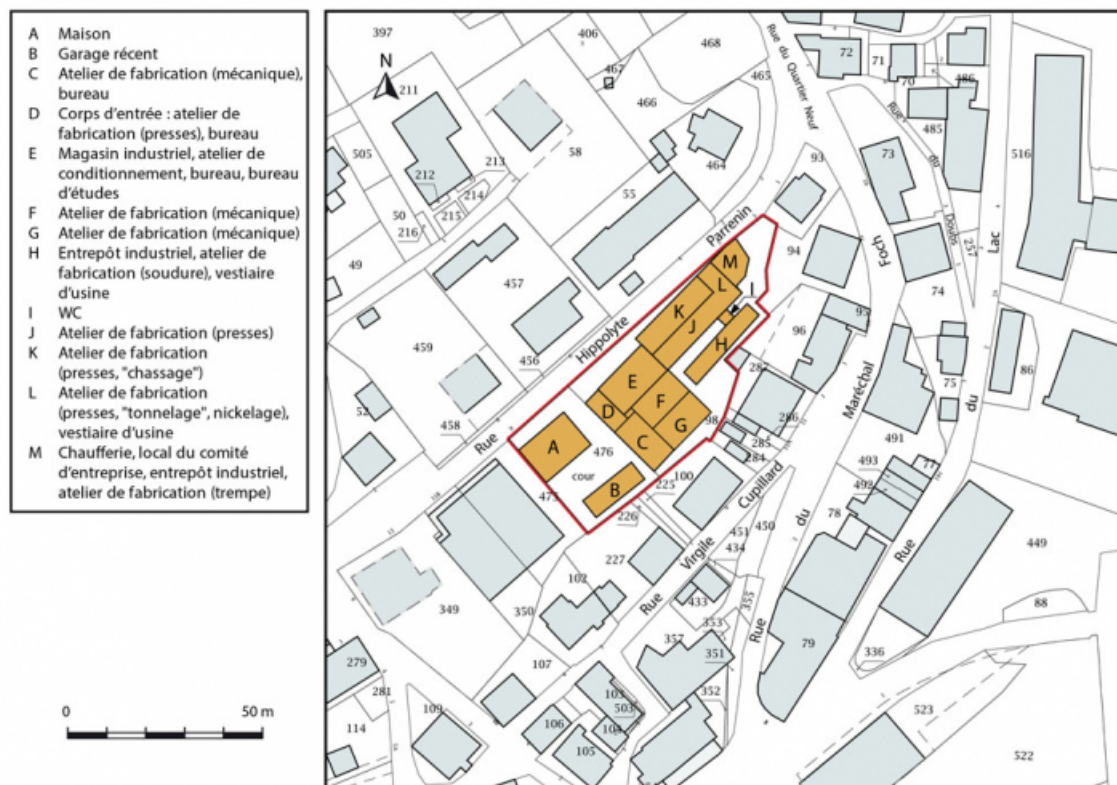 A Maison
B Garage récent
C Atelier de fabrication (mécanique),
bureau
D Corps d'entrée : atelier de
fabrication (presses), bureau
E Magasin industriel, atelier de
conditionnement, bureau, bureau
d'études
F Atelier de fabrication (mécanique)
G Atelier de fabrication (mécanique)
H Entrepôt industriel, atelier de
fabrication (soudure), vestiaire
d'usine
I WC
J Atelier de fabrication (presses)
K Atelier de fabrication
(presses, "chassage")
L Atelier de fabrication
(presses, "tonnelage", nickelage),
vestiaire d'usine
M Chaufferie, local du comité
d'entreprise, entrepôt industriel,
atelier de fabrication (trempe)
0 50 m
N
397
406
468
467
465
466
211
Rue du Quartier Neuf
72
71
70
486
485
516
505
213
58
212
214
215
216
50
49
55
464
93
73
Rue du Doubs
257
74
94
Foch
Lac
457
459
456
458
52
Rue Hippolyte Parrenin
M
L
I
K
J
H
E
F
D
G
C
A
B
476
cour
475
96
95
287
98
286
285
284
100
225
226
227
Maréchal
75
86
491
493
492
77
78
du
Rue
Rue Virgile Cupillard
451
450
434
433
355
353
357
351
352
Rue
349
350
102
107
103
503
104
105
106
109
279
281
114
79
336
88
449
523
522